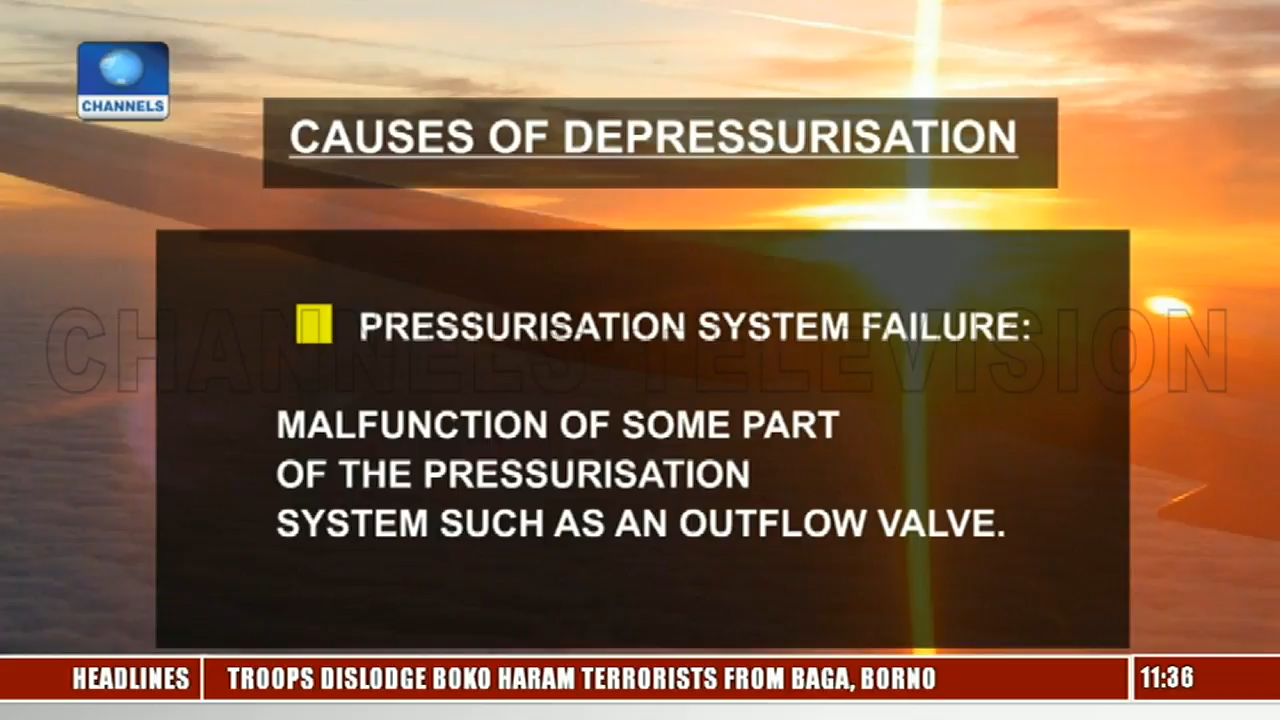 CHANNELS
CAUSES OF DEPRESSURISATION
PRESSURISATION SYSTEM FAILURE:
CHANNELS TELEVISION
MALFUNCTION OF SOME PART
OF THE PRESSURISATION
SYSTEM SUCH AS AN OUTFLOW VALVE.
HEADLINES
TROOPS DISLODGE BOKO HARAM TERRORISTS FROM BAGA, BORNO
11:36